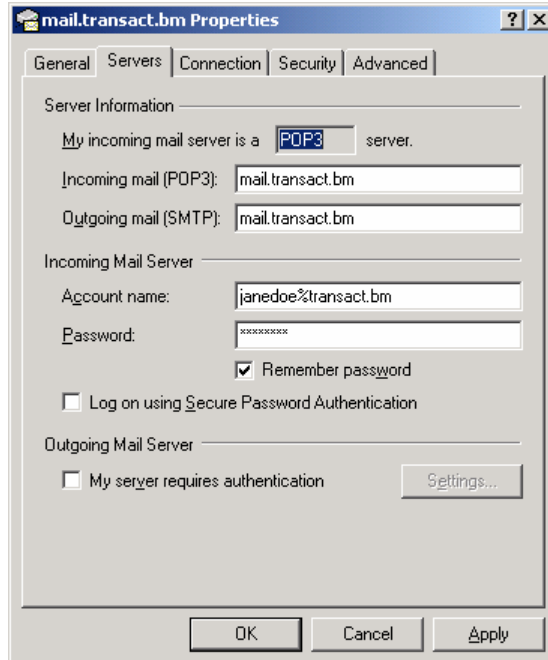 mail.transact.bm Properties
General Servers Connection Security Advanced
Server Information
My incoming mail server is a POP3 server.
Incoming mail (POP3): mail.transact.bm
Outgoing mail (SMTP): mail.transact.bm
Incoming Mail Server
Account name: janedoe%transact.bm
Password: xxxxxxxx
Remember password
Log on using Secure Password Authentication
Outgoing Mail Server
My server requires authentication Settings...
OK Cancel Apply